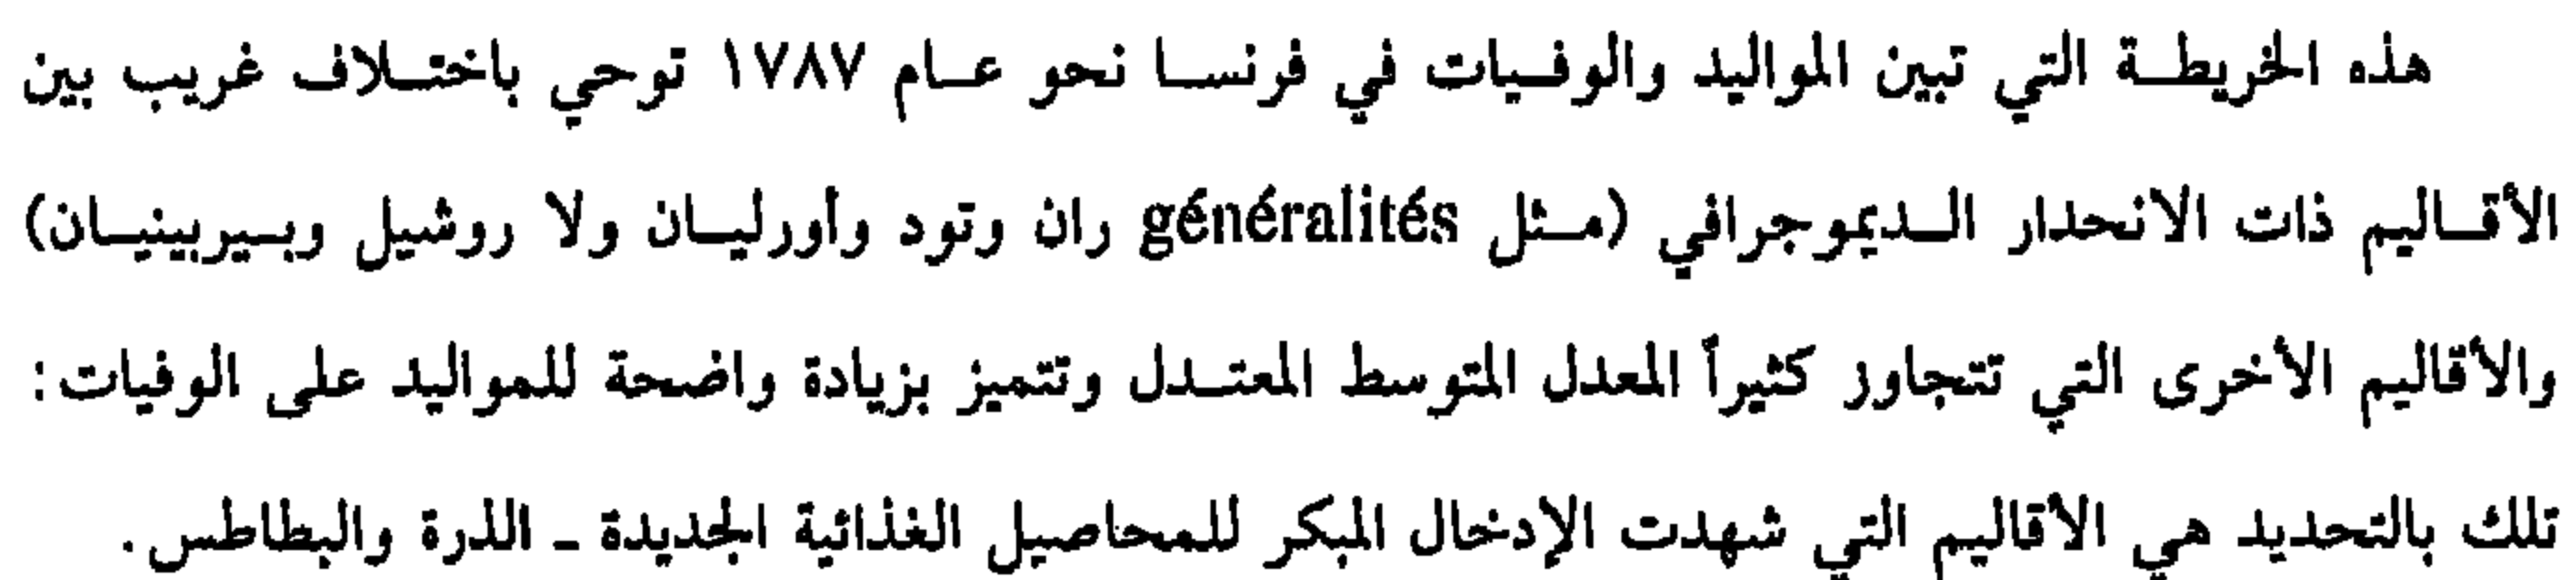 هذه الخريطة التي تبين المواليد والوفيات في فرنسا نحو عام ١٧٨٧ توحي باختلاف غريب بين
الأقاليم ذات الانحدار الديموجرافي (مثل généralités ران وتود وأورليان ولا روشيل وبيربينيان)
والأقاليم الأخرى التي تتجاور كثيراً المعدل المتوسط المعتدل وتتميز بزيادة واضحة للمواليد على الوفيات:
تلك بالتحديد هي الأقاليم التي شهدت الإدخال المبكر للمحاصيل الغذائية الجديدة ـ الذرة والبطاطس.